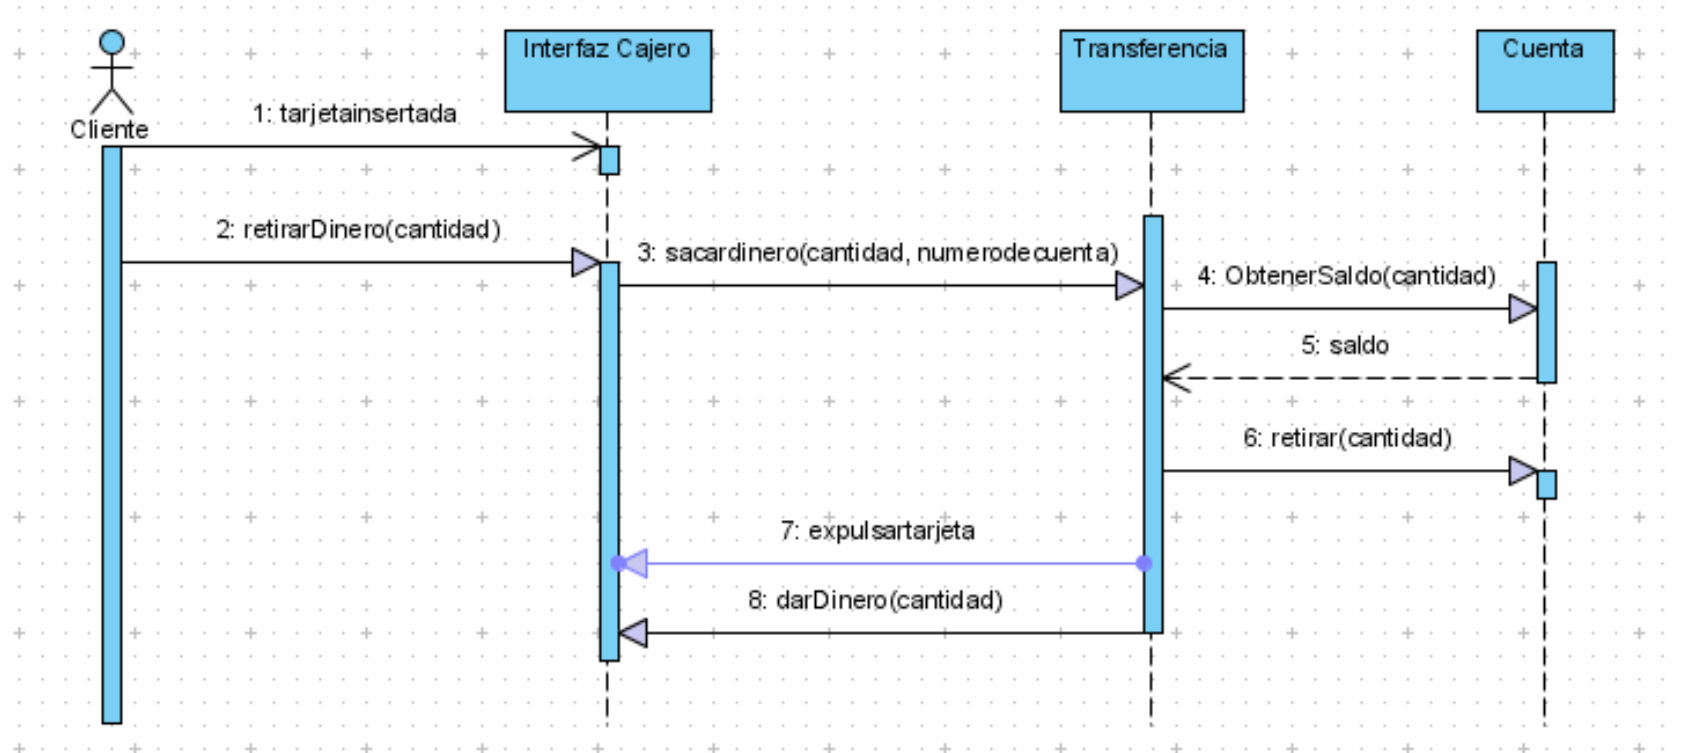 Interfaz Cajero
Transferencia
Cuenta
Cliente
1: tarjetainsertada
2: retirarDinero(cantidad)
3: sacardinero(cantidad, numerodecuenta)
4: ObtenerSaldo(cantidad)
5: saldo
6: retirar(cantidad)
7: expulsartarjeta
8: darDinero(cantidad)